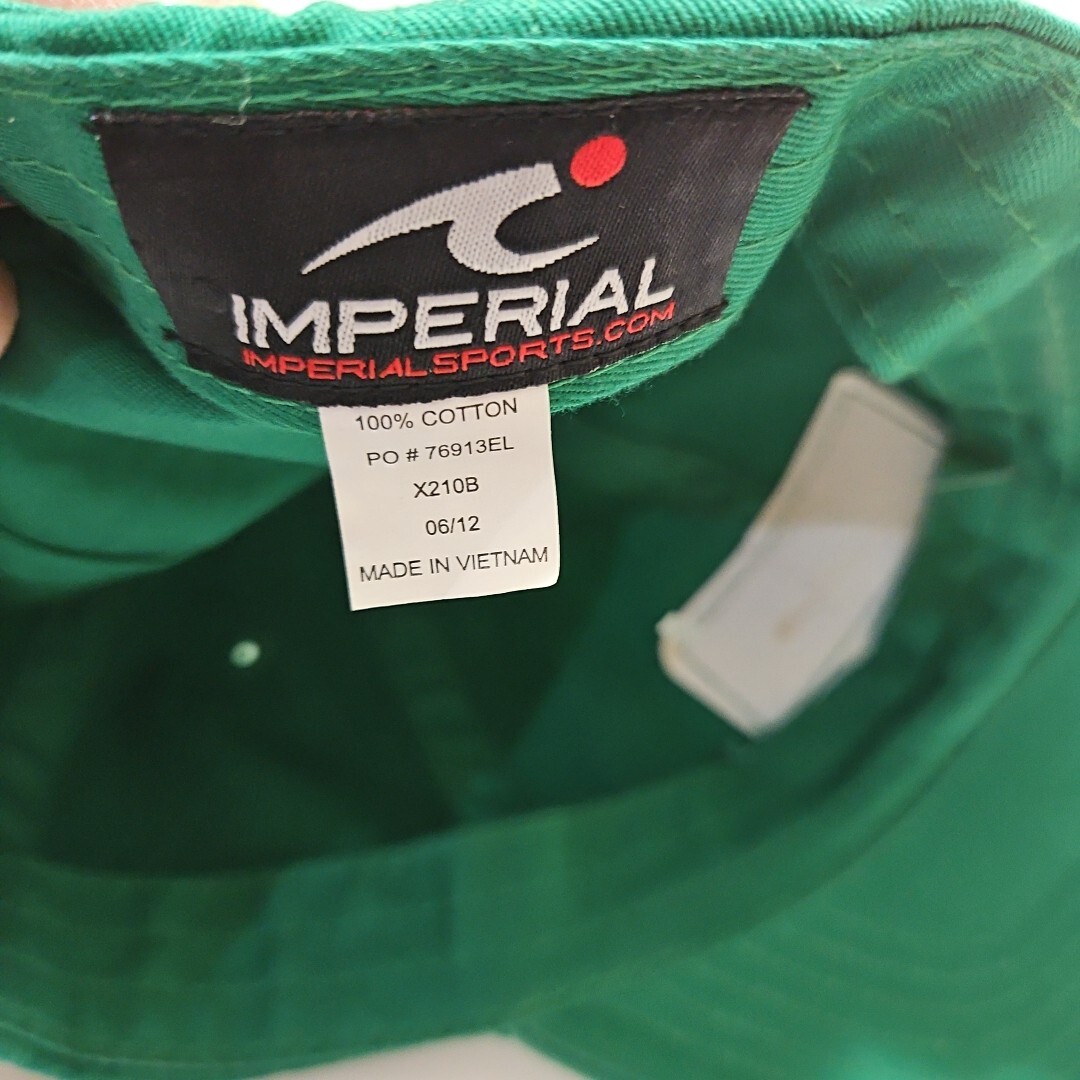 IMPERIAL
IMPERIALSPORTS.COM
100% COTTON
PO # 76913EL
X210B
06/12
MADE IN VIETNAM